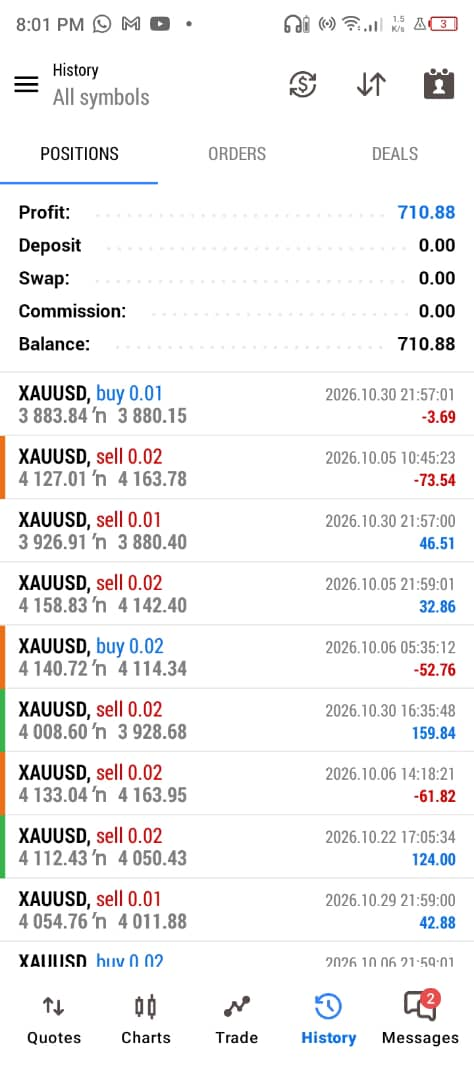 8:01 PM
1.5 K/s
3
History
All symbols
POSITIONS ORDERS DEALS
Profit: 710.88
Deposit 0.00
Swap: 0.00
Commission: 0.00
Balance: 710.88
XAUUSD, buy 0.01 2026.10.30 21:57:01
3 883.84 ′n 3 880.15 -3.69
XAUUSD, sell 0.02 2026.10.05 10:45:23
4 127.01 ′n 4 163.78 -73.54
XAUUSD, sell 0.01 2026.10.30 21:57:00
3 926.91 ′n 3 880.40 46.51
XAUUSD, sell 0.02 2026.10.05 21:59:01
4 158.83 ′n 4 142.40 32.86
XAUUSD, buy 0.02 2026.10.06 05:35:12
4 140.72 ′n 4 114.34 -52.76
XAUUSD, sell 0.02 2026.10.30 16:35:48
4 008.60 ′n 3 928.68 159.84
XAUUSD, sell 0.02 2026.10.06 14:18:21
4 133.04 ′n 4 163.95 -61.82
XAUUSD, sell 0.02 2026.10.22 17:05:34
4 112.43 ′n 4 050.43 124.00
XAUUSD, sell 0.01 2026.10.29 21:59:00
4 054.76 ′n 4 011.88 42.88
XAUUSD, buy 0.02 2026.10.06 21:59:01
2
Quotes Charts Trade History Messages